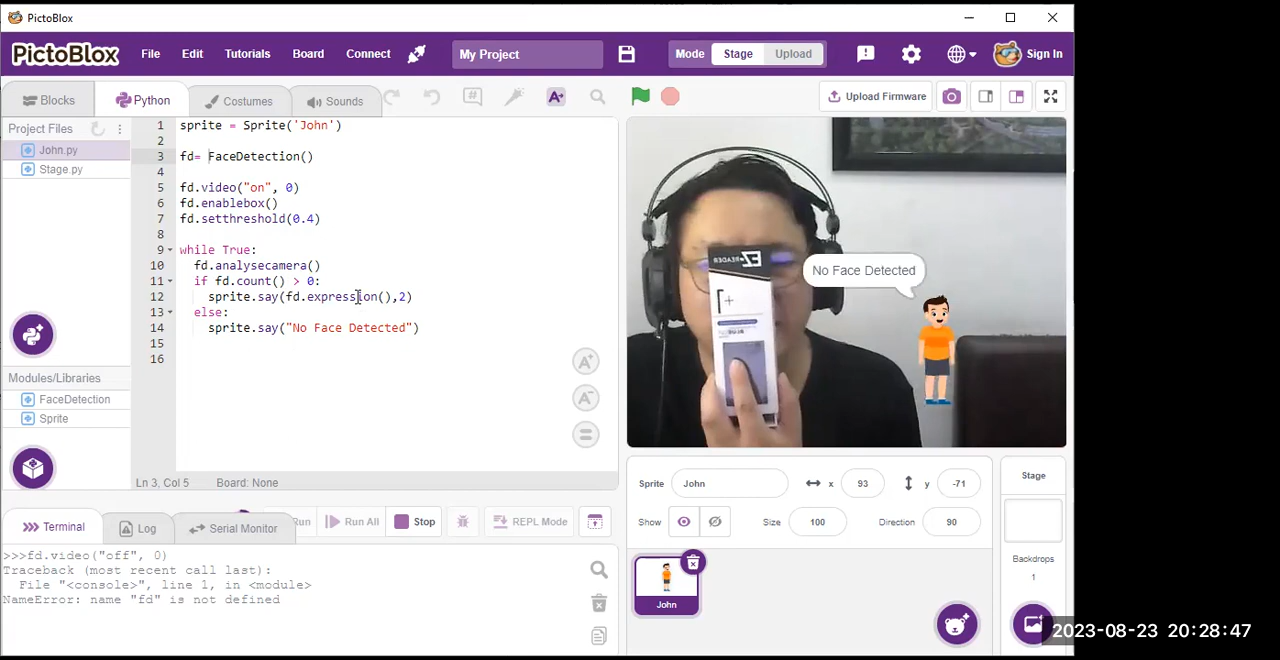 PictoBlox
PictoBlox File Edit Tutorials Board Connect My Project Mode Stage Upload Sign In
Blocks Python Costumes Sounds Upload Firmware
Project Files
John.py
Stage.py
1 sprite = Sprite('John')
2
3 fd= FaceDetection()
4
5 fd.video("on", 0)
6 fd.enablebox()
7 fd.setthreshold(0.4)
8
9 while True:
10 fd.analysecamera()
11 if fd.count() > 0:
12 sprite.say(fd.expression(),2)
13 else:
14 sprite.say("No Face Detected")
15
16
Modules/Libraries
FaceDetection
Sprite
Ln 3, Col 5 Board: None
Terminal Log Serial Monitor Run All Stop REPL Mode
>>>fd.video("off", 0)
Traceback (most recent call last):
File "<console>", line 1, in <module>
NameError: name "fd" is not defined
EZ-READER
No Face Detected
Sprite John x 93 y -71
Show Size 100 Direction 90
John
Stage
Backdrops
1
2023-08-23 20:28:47